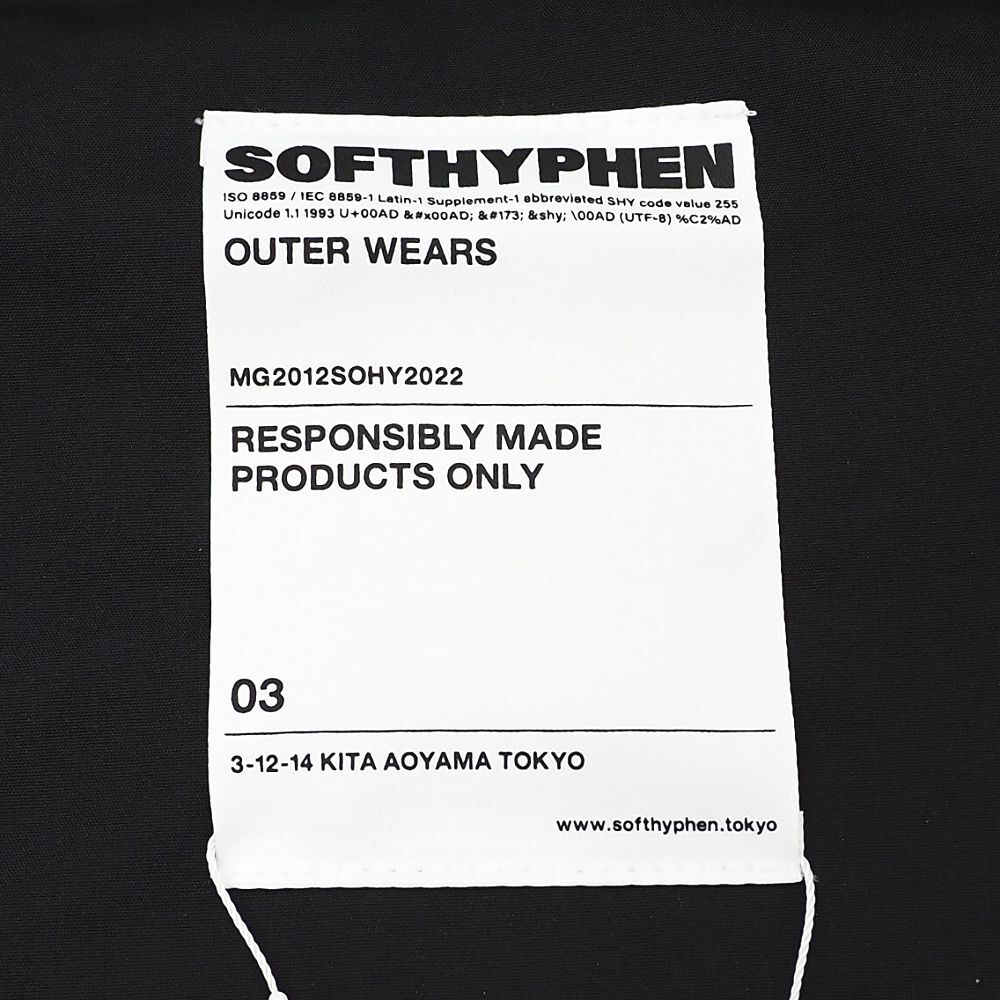 SOFTHYPHEN
ISO 8859 / IEC 8859-1 Latin-1 Supplement-1 abbreviated SHY code value 255
Unicode 1.1 1993 U+00AD &#x00AD; &#173; &shy; \00AD (UTF-8) %C2%AD
OUTER WEARS
MG2012SOHY2022
RESPONSIBLY MADE
PRODUCTS ONLY
03
3-12-14 KITA AOYAMA TOKYO
www.softhyphen.tokyo